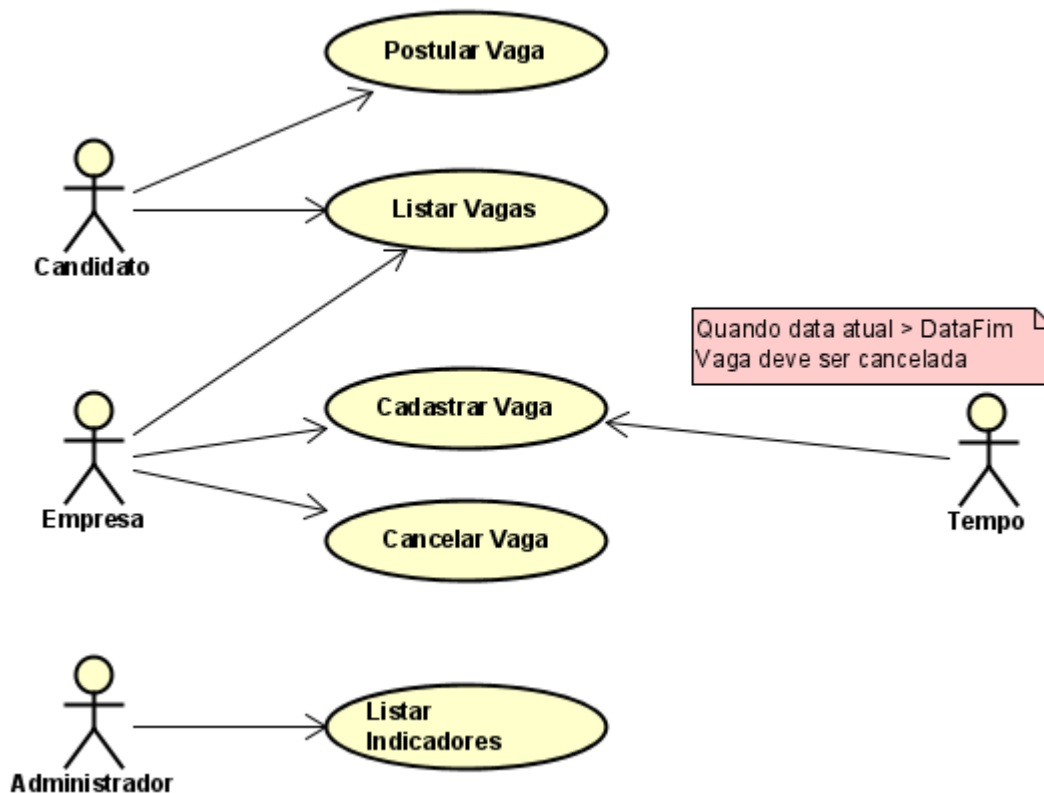 Postular Vaga
Listar Vagas
Candidato
Quando data atual > DataFim
Vaga deve ser cancelada
Cadastrar Vaga
Empresa
Tempo
Cancelar Vaga
Listar
Indicadores
Administrador